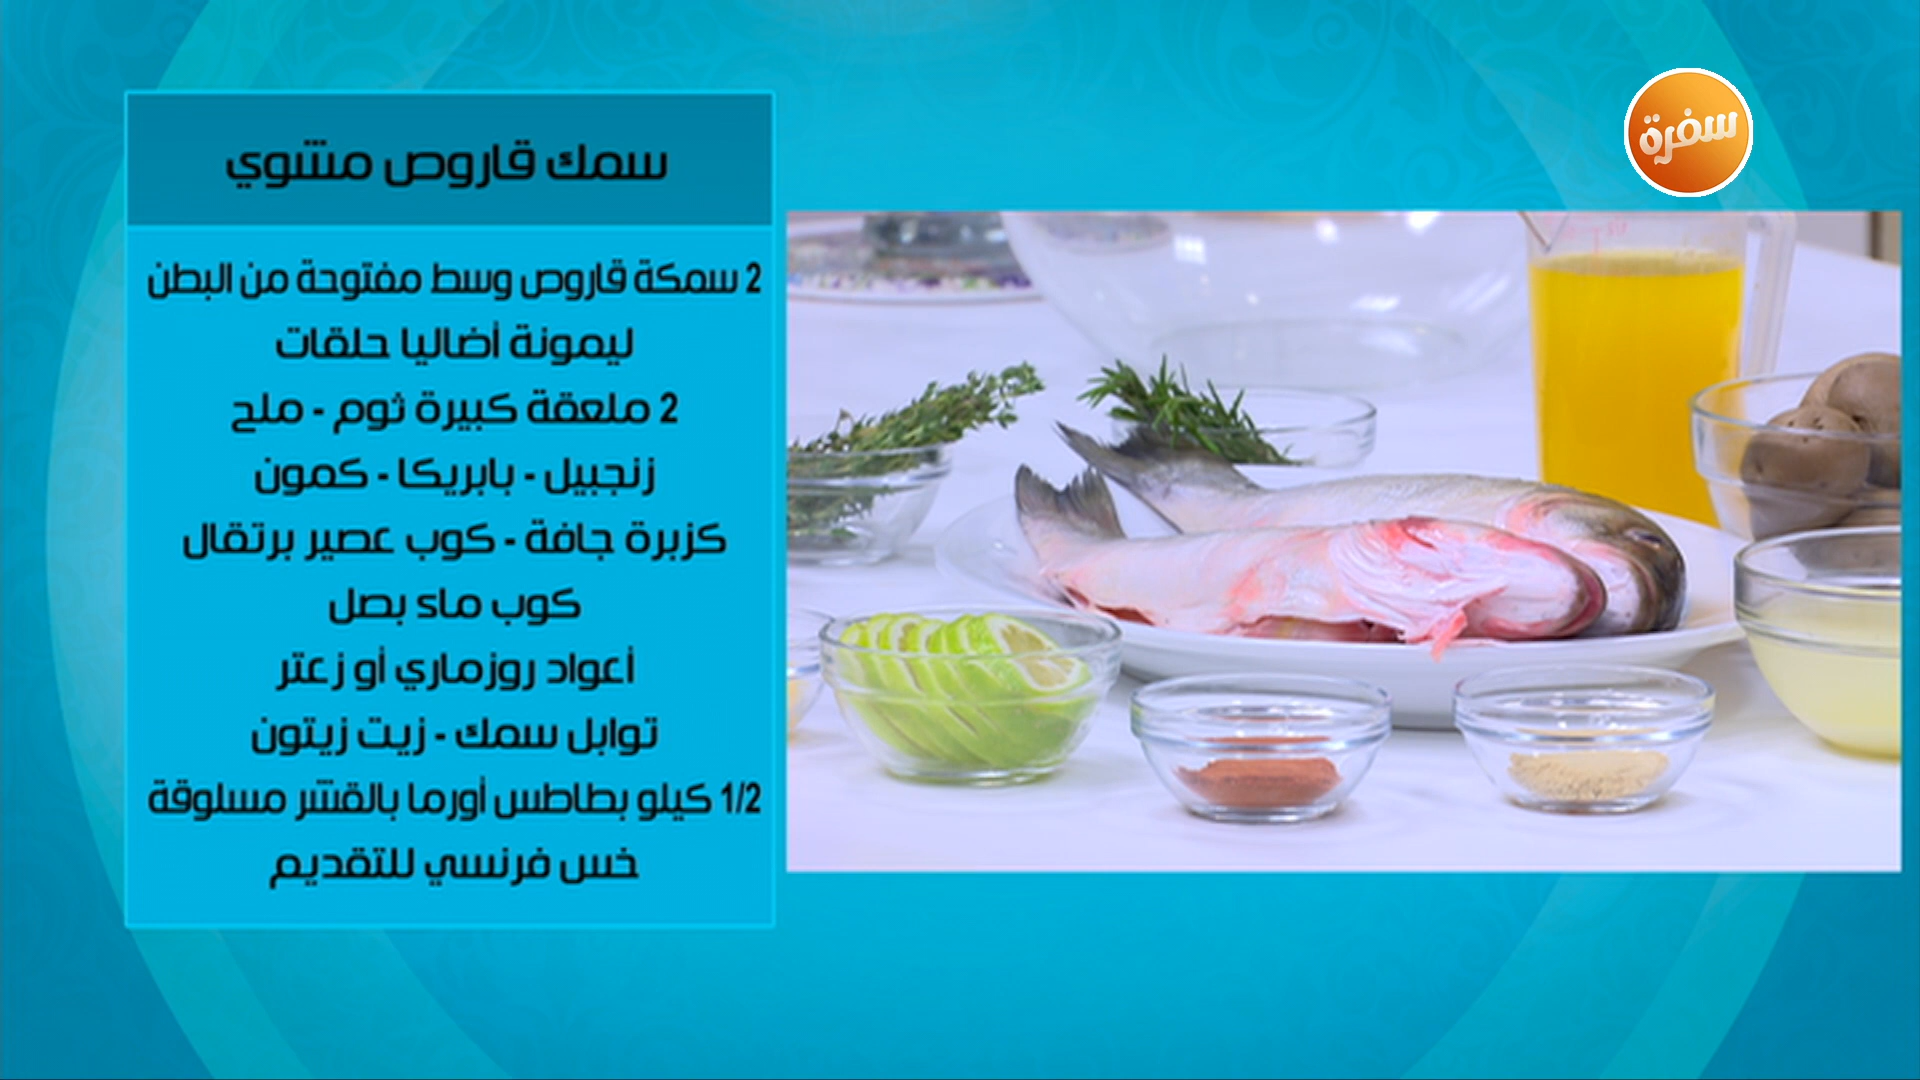 سفرة
سمك قاروص مشوي
2 سمكة قاروص وسط مفتوحة من البطن
ليمونة أضاليا حلقات
2 ملعقة كبيرة ثوم - ملح
زنجبيل - بابريكا - كمون
كزبرة جافة - كوب عصير برتقال
كوب ماء بصل
أعواد روزماري أو زعتر
توابل سمك - زيت زيتون
1/2 كيلو بطاطس أورما بالقشر مسلوقة
خس فرنسي للتقديم